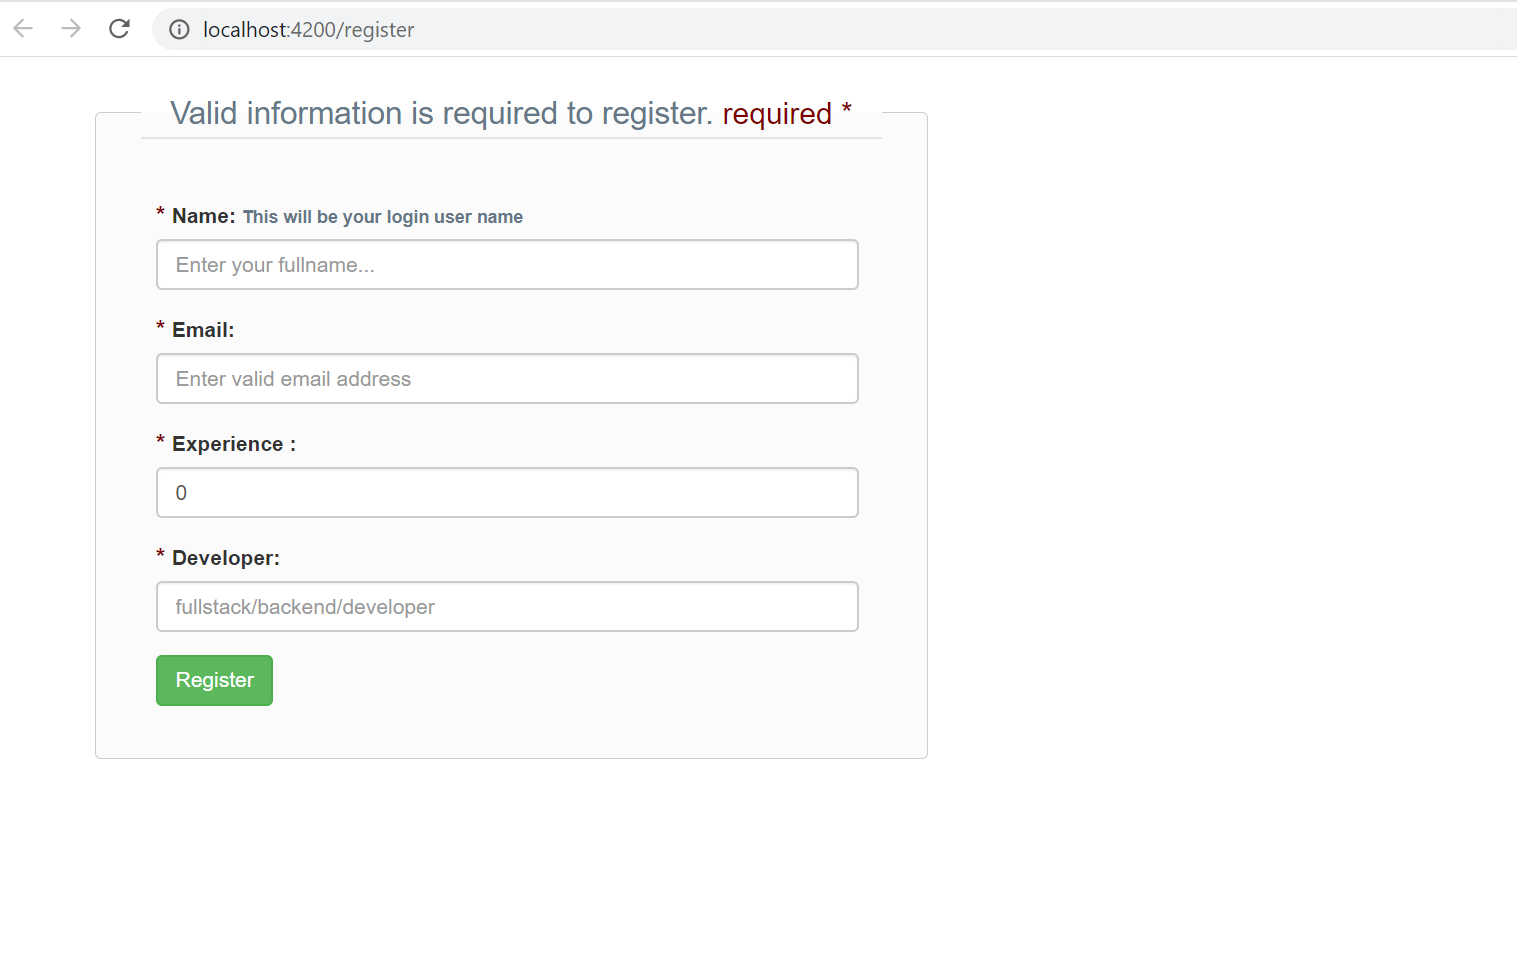 localhost:4200/register
Valid information is required to register. required *
* Name: This will be your login user name
Enter your fullname...
* Email:
Enter valid email address
* Experience :
0
* Developer:
fullstack/backend/developer
Register